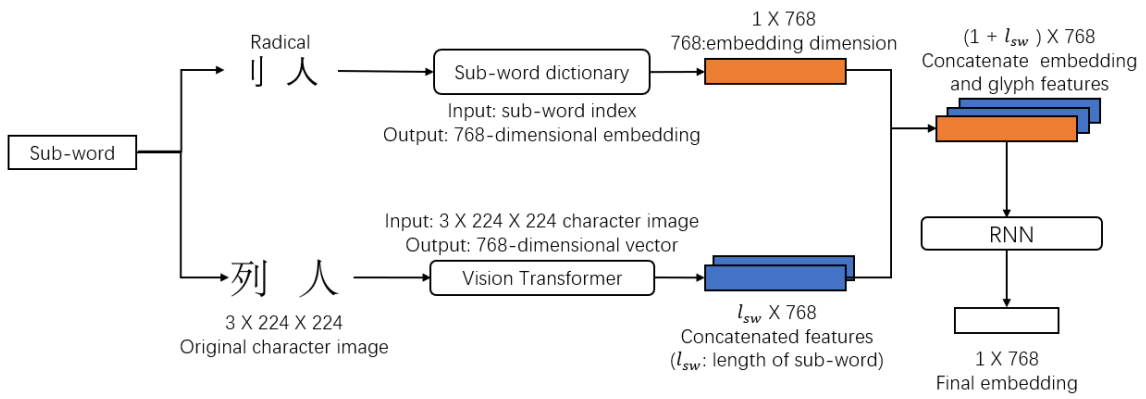 Sub-word
Radical
刂 人
Sub-word dictionary
Input: sub-word index
Output: 768-dimensional embedding
1 X 768
768:embedding dimension
列 人
3 X 224 X 224
Original character image
Input: 3 X 224 X 224 character image
Output: 768-dimensional vector
Vision Transformer
l_sw X 768
Concatenated features
(l_sw: length of sub-word)
(1 + l_sw ) X 768
Concatenate embedding
and glyph features
RNN
1 X 768
Final embedding